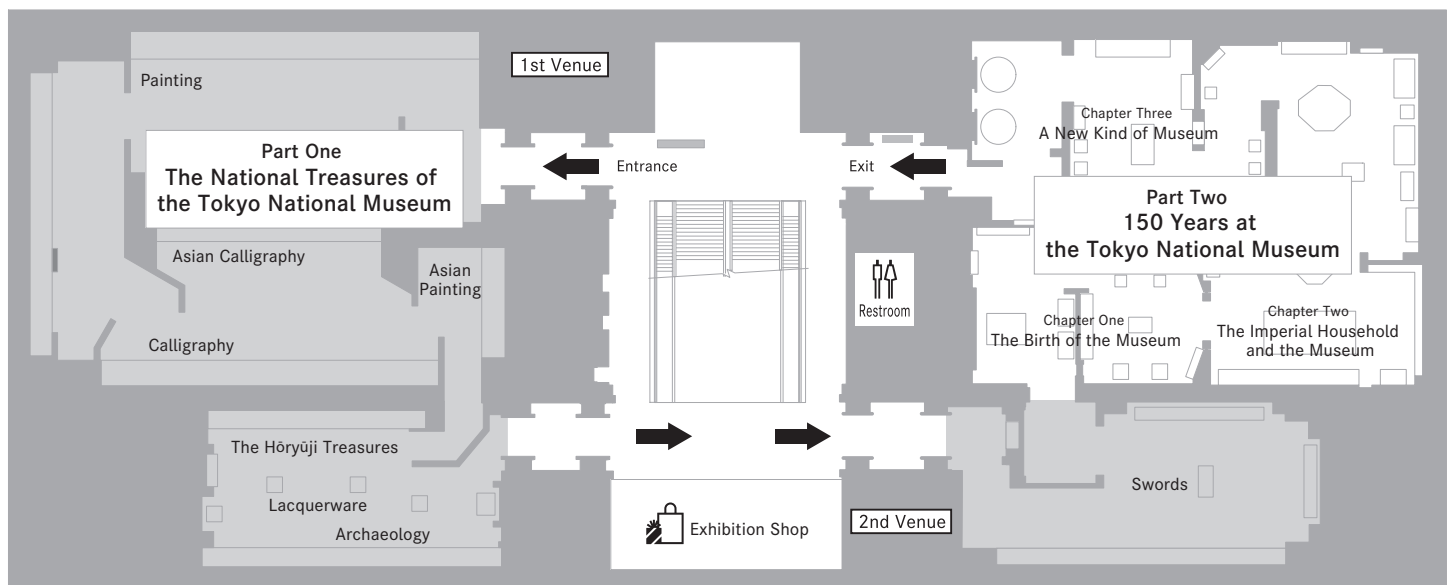 1st Venue
Painting
Part One
The National Treasures of
the Tokyo National Museum
Asian Calligraphy
Asian
Painting
Calligraphy
The Hōryūji Treasures
Lacquerware
Archaeology
Entrance
Exit
Restroom
Exhibition Shop
2nd Venue
Chapter Three
A New Kind of Museum
Part Two
150 Years at
the Tokyo National Museum
Chapter One
The Birth of the Museum
Chapter Two
The Imperial Household
and the Museum
Swords